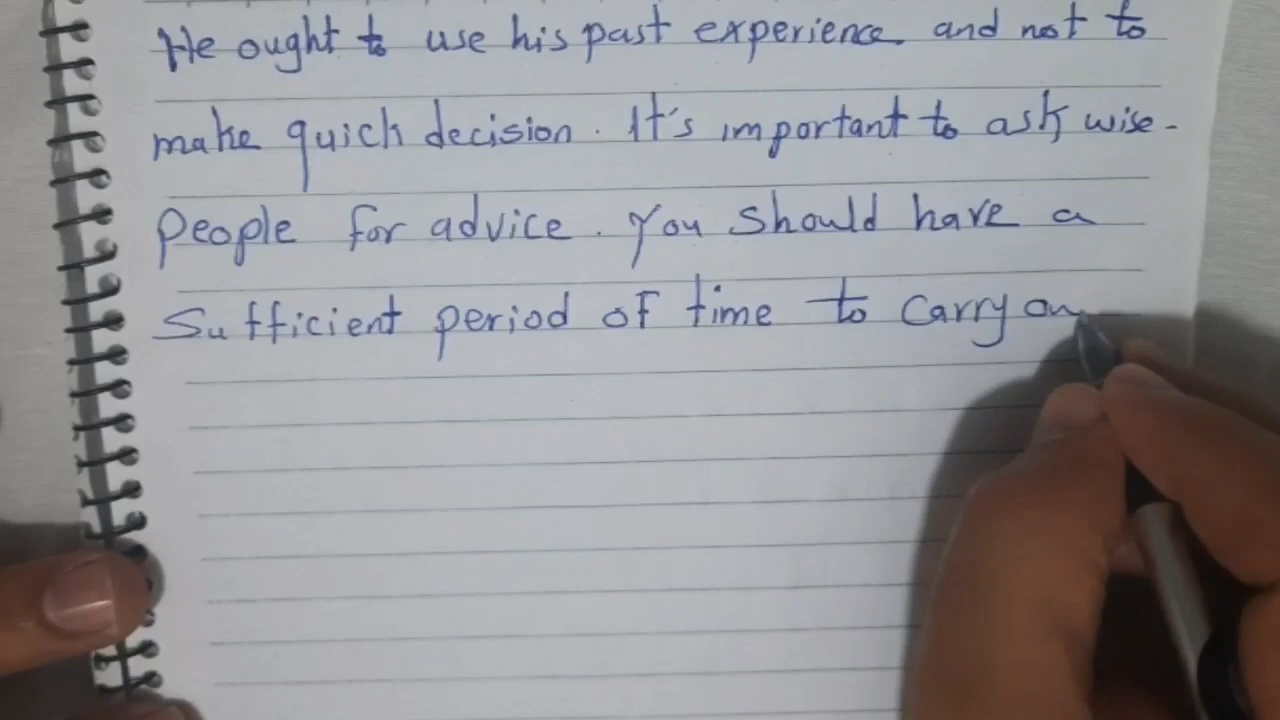 He ought to use his past experience and not to
make quick decision. It's important to ask wise
People for advice. You should have a
Sufficient period of time to carry on